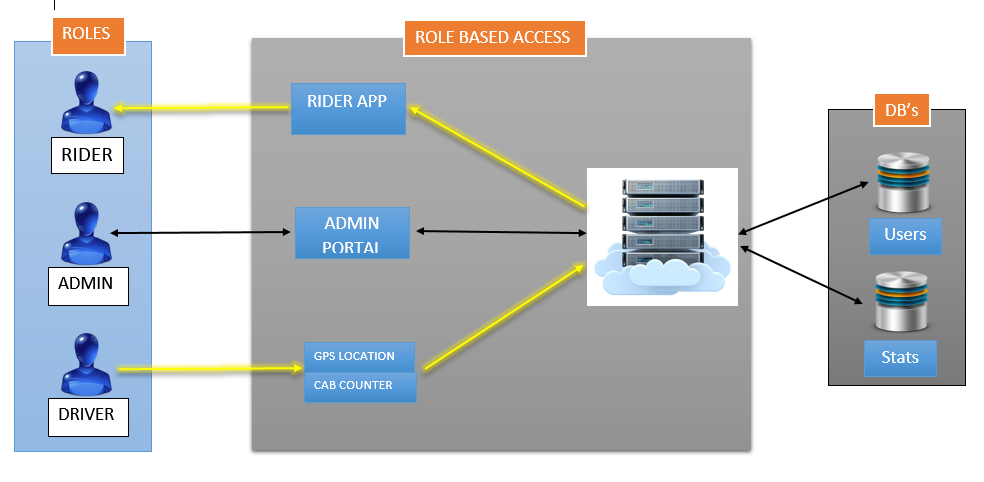 ROLES
ROLE BASED ACCESS
RIDER APP
RIDER
DB's
ADMIN
PORTAL
Users
ADMIN
GPS LOCATION
CAB COUNTER
Stats
DRIVER